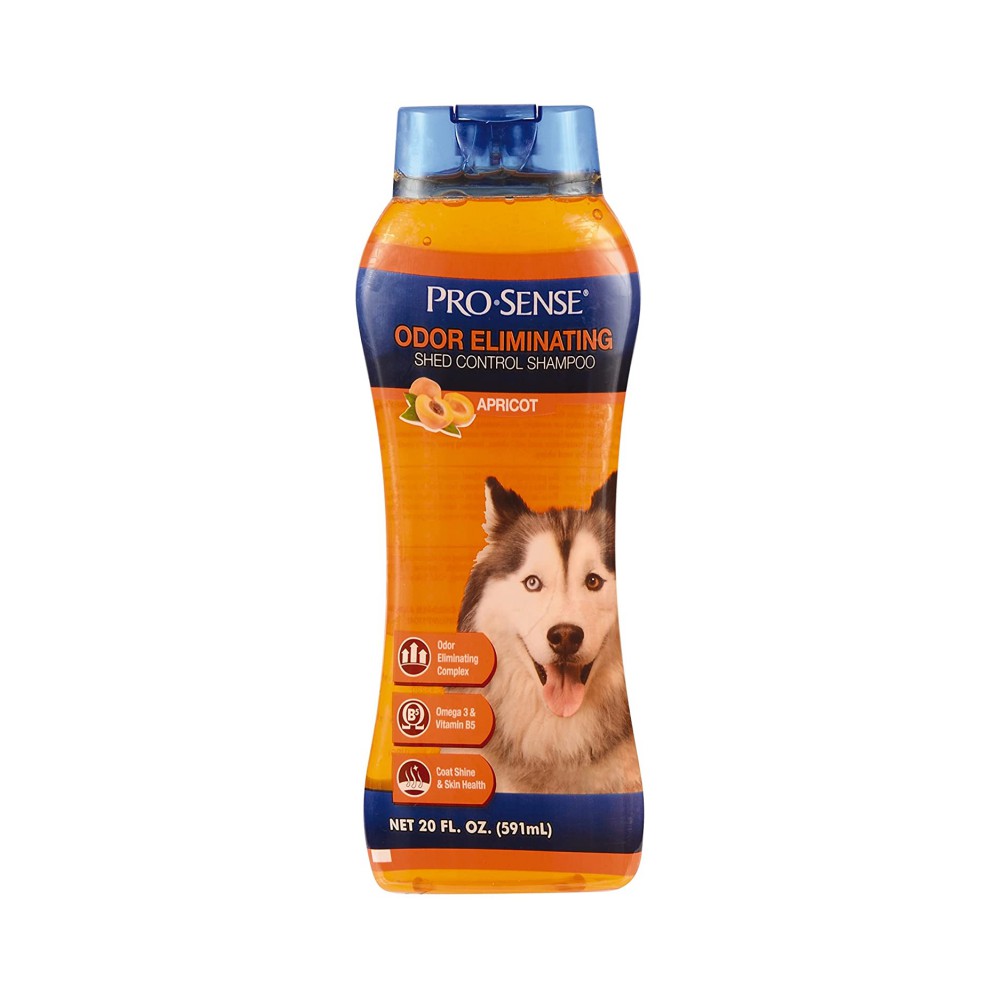 PRO•SENSE®
ODOR ELIMINATING
SHED CONTROL SHAMPOO
APRICOT
Odor
Eliminating
Complex
B5
Omega 3 &
Vitamin B5
Coat Shine
& Skin Health
NET 20 FL. OZ. (591mL)